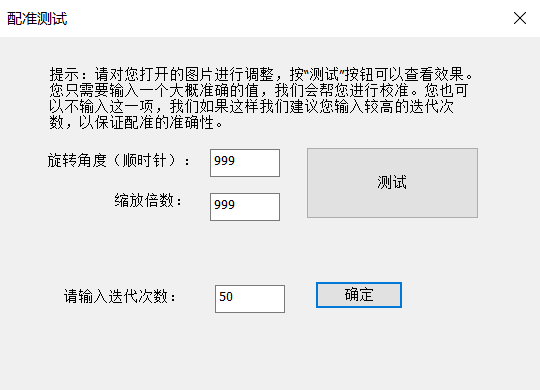 配准测试
提示：请对您打开的图片进行调整，按“测试”按钮可以查看效果。
您只需要输入一个大概准确的值，我们会帮您进行校准。您也可
以不输入这一项，我们如果这样我们建议您输入较高的迭代次
数，以保证配准的准确性。
旋转角度（顺时针）： 999
测试
缩放倍数： 999
请输入迭代次数： 50 确定